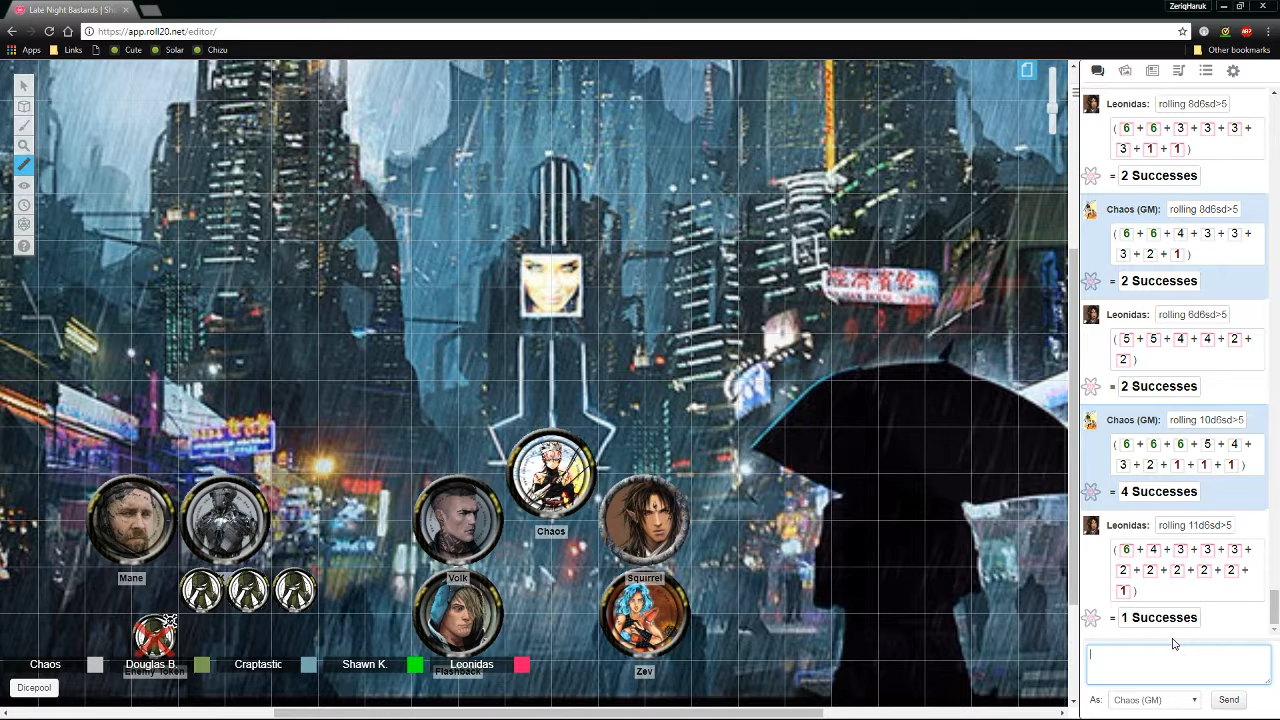 Late Night Bastards | Sh
ZeriqHaruk
https://app.roll20.net/editor/
Apps Links Cute Solar Chizu Other bookmarks
Leonidas: rolling 8d6sd>5
( 6 + 6 + 3 + 3 + 3 +
3 + 1 + 1 )
= 2 Successes
Chaos (GM): rolling 8d6sd>5
( 6 + 6 + 4 + 3 + 3 +
3 + 2 + 1 )
= 2 Successes
Leonidas: rolling 6d6sd>5
( 5 + 5 + 4 + 4 + 2 +
2 )
= 2 Successes
Chaos (GM): rolling 10d6sd>5
( 6 + 6 + 6 + 5 + 4 +
3 + 2 + 1 + 1 + 1 )
= 4 Successes
Leonidas: rolling 11d6sd>5
( 6 + 4 + 3 + 3 + 3 +
2 + 2 + 2 + 2 + 2 +
1 )
= 1 Successes
As: Chaos (GM) Send
Chaos
Mane
Volk
Squirrel
Enemy Token
Flashback
Zev
Chaos Douglas B. Craptastic Shawn K. Loonidas
Dicepool